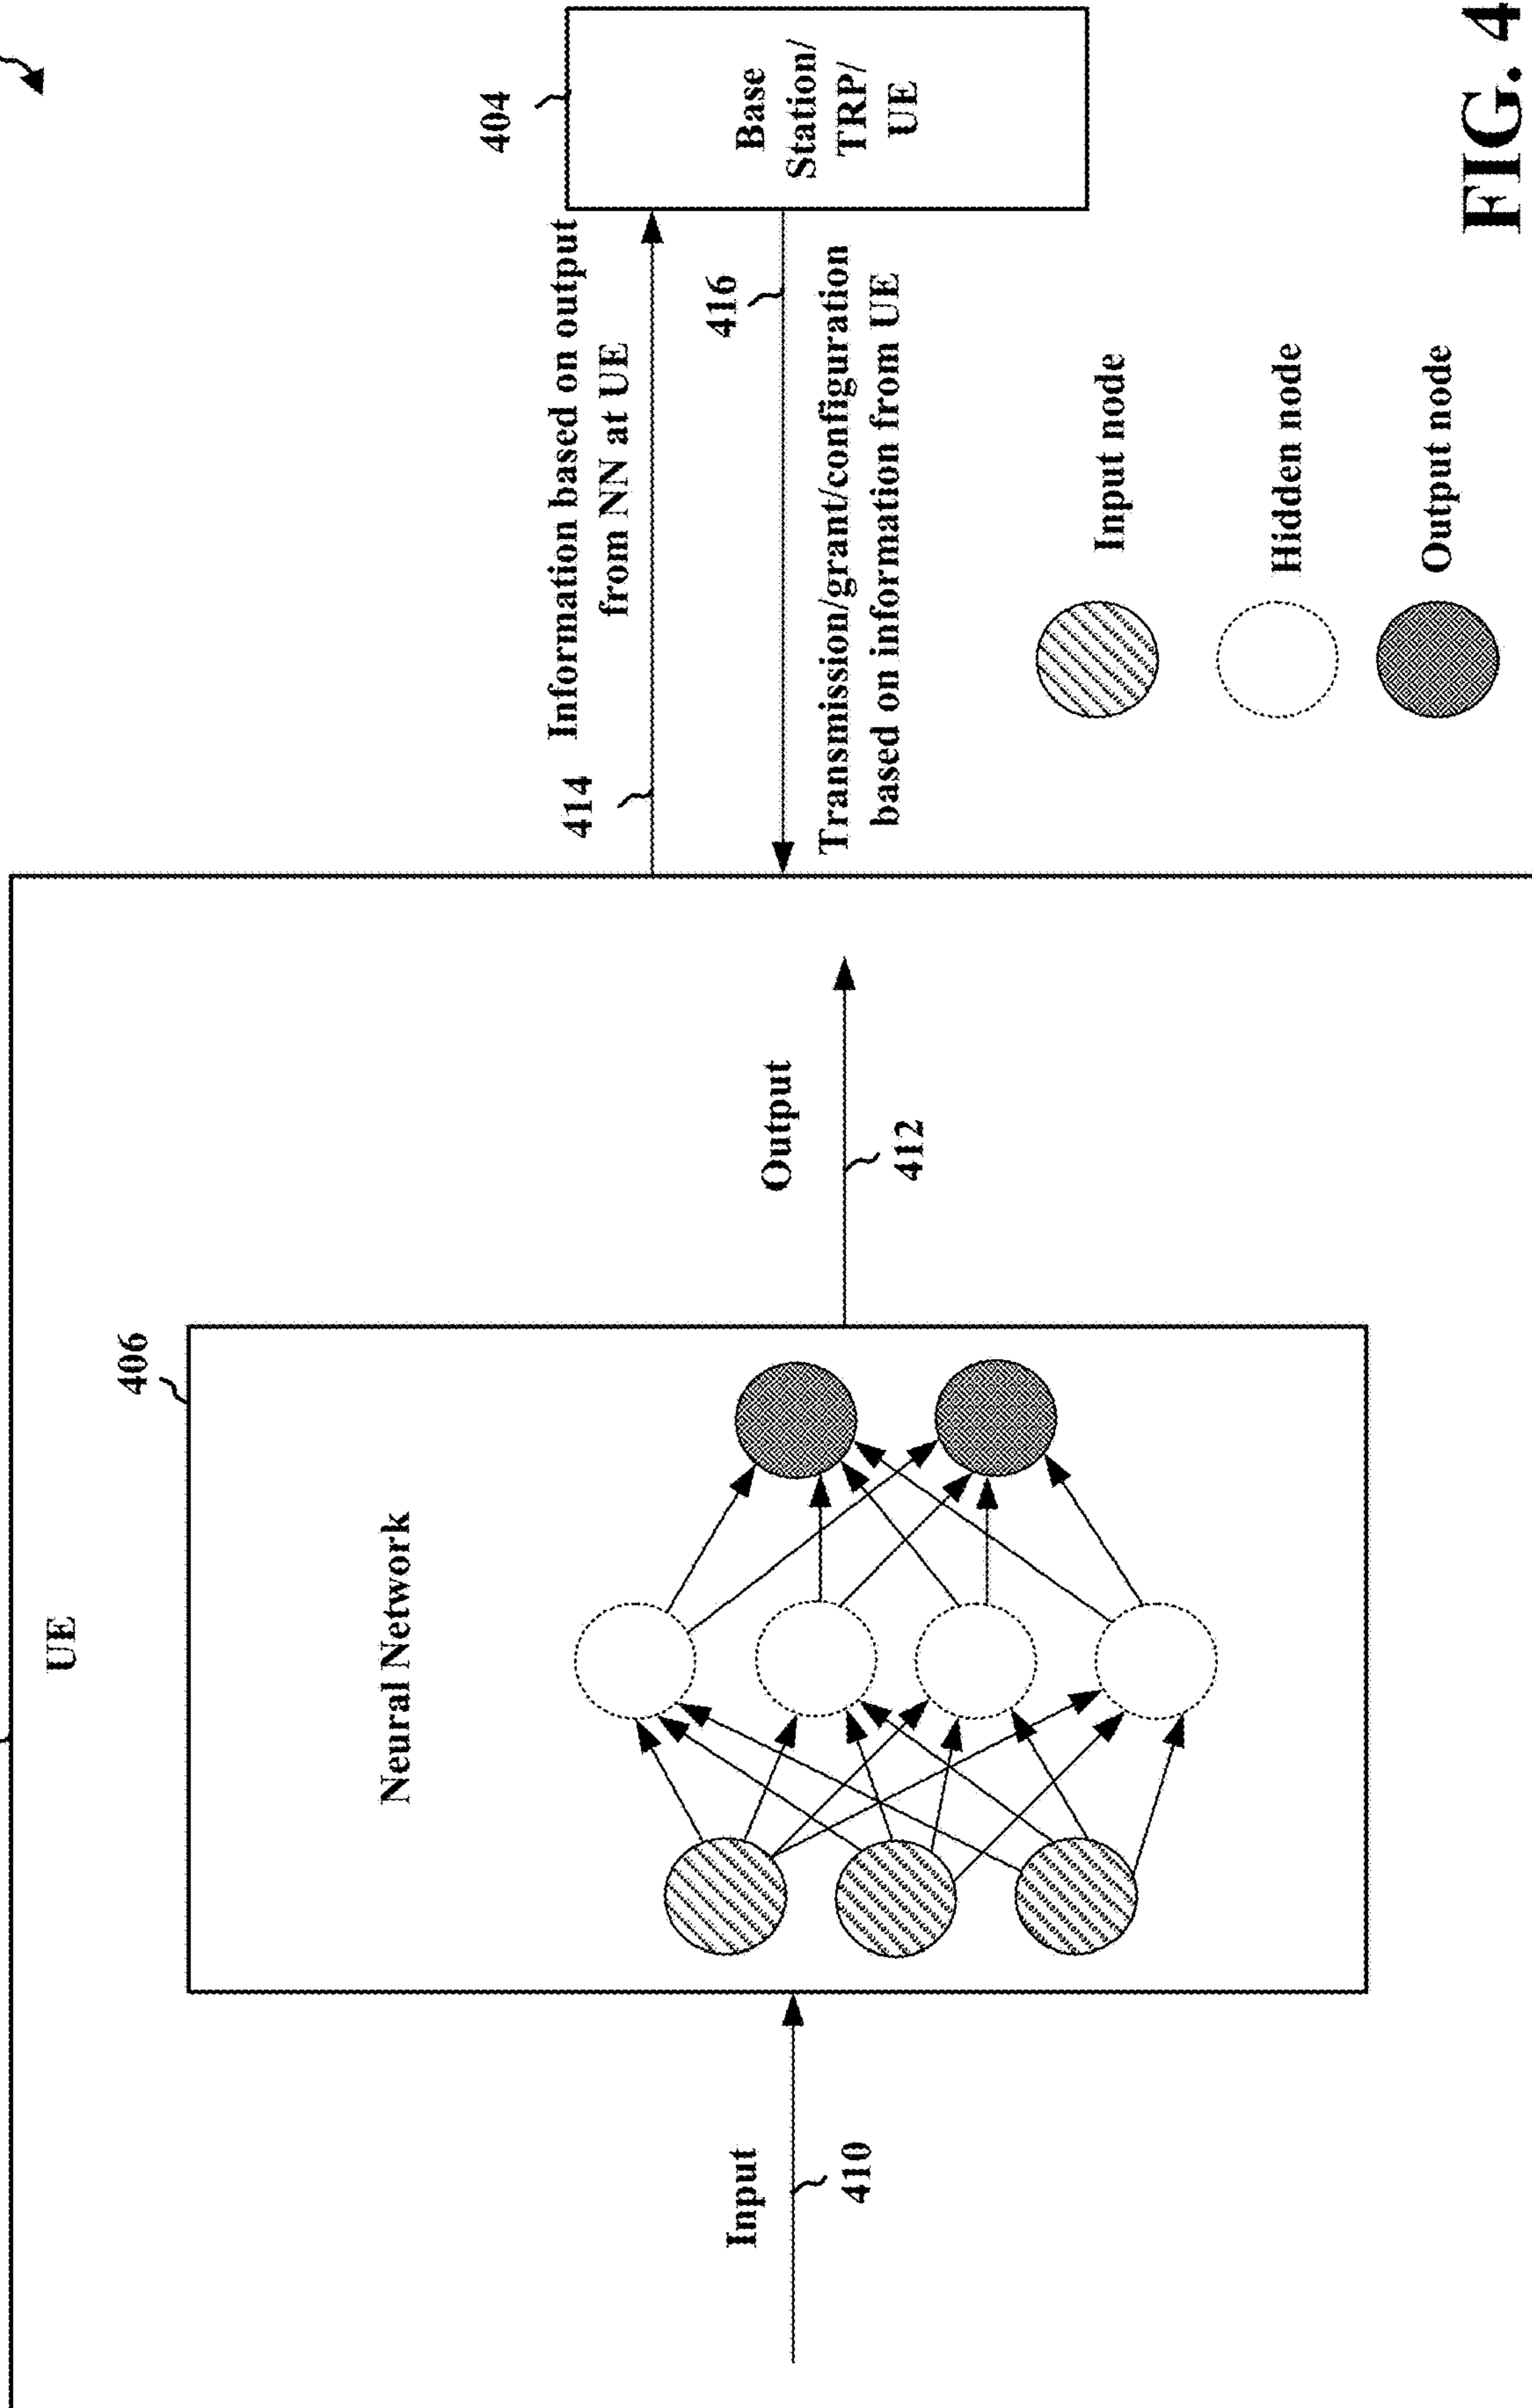 UE
406
Neural Network
Input
410
Output
412
404
Base
Station/
TRP/
UE
414
Information based on output
from NN at UE
416
Transmission/grant/configuration
based on information from UE
Input node
Hidden node
Output node
FIG. 4